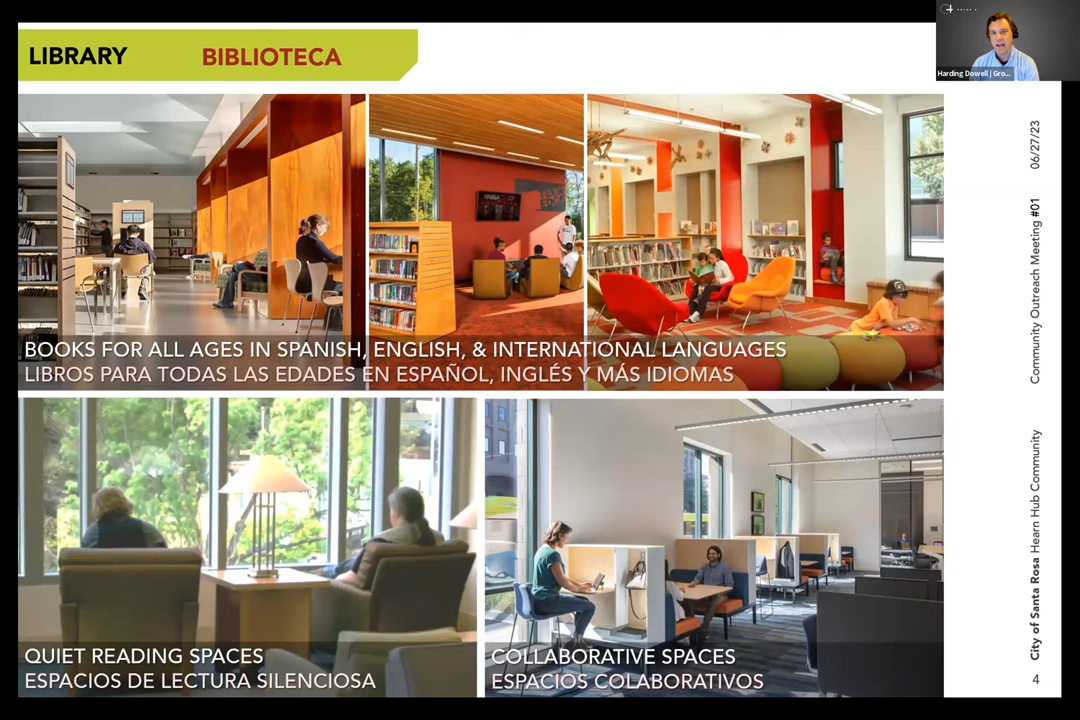 LIBRARY
BIBLIOTECA
Harding Dowell | Gro...
BOOKS FOR ALL AGES IN SPANISH, ENGLISH, & INTERNATIONAL LANGUAGES
LIBROS PARA TODAS LAS EDADES EN ESPAÑOL, INGLÉS Y MÁS IDIOMAS
QUIET READING SPACES
ESPACIOS DE LECTURA SILENCIOSA
COLLABORATIVE SPACES
ESPACIOS COLABORATIVOS
City of Santa Rosa Hearn Hub Community Community Outreach Meeting #01 06/27/23
4